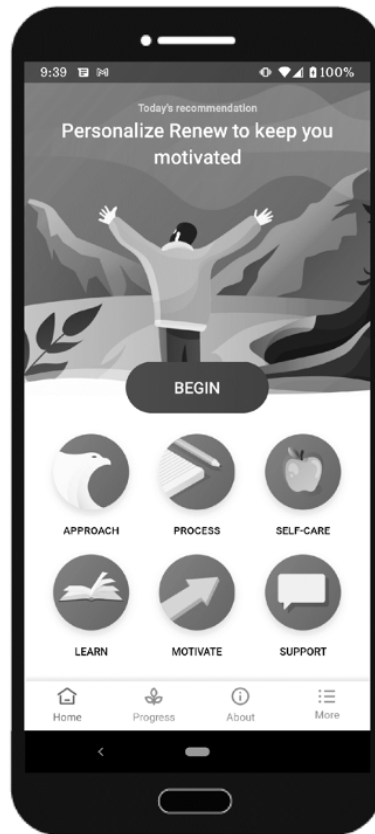 9:39
100%
Today's recommendation
Personalize Renew to keep you
motivated
BEGIN
APPROACH
PROCESS
SELF-CARE
LEARN
MOTIVATE
SUPPORT
Home
Progress
About
More